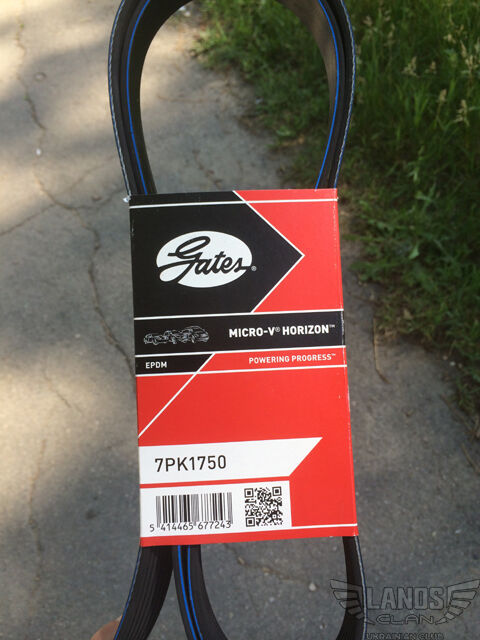 Gates®
MICRO-V® HORIZON™
EPDM
POWERING PROGRESS™
7PK1750
5 414465 677243
LANOS
CLAN
UKRAINIAN CLUB